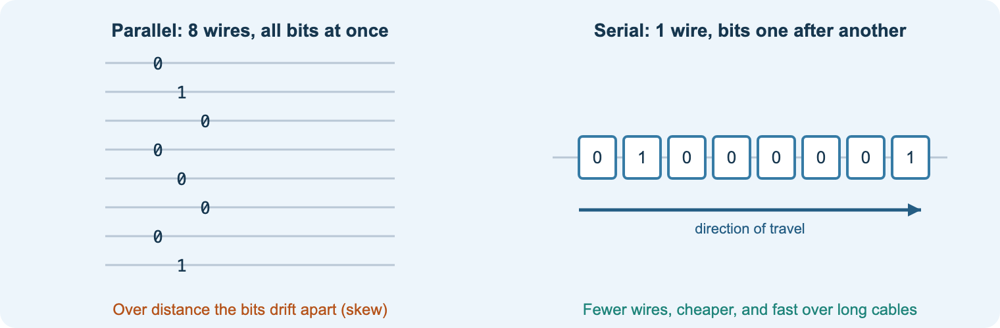 Parallel: 8 wires, all bits at once
0
1
0
0
0
0
0
1
Over distance the bits drift apart (skew)
Serial: 1 wire, bits one after another
0 1 0 0 0 0 0 1
direction of travel
Fewer wires, cheaper, and fast over long cables